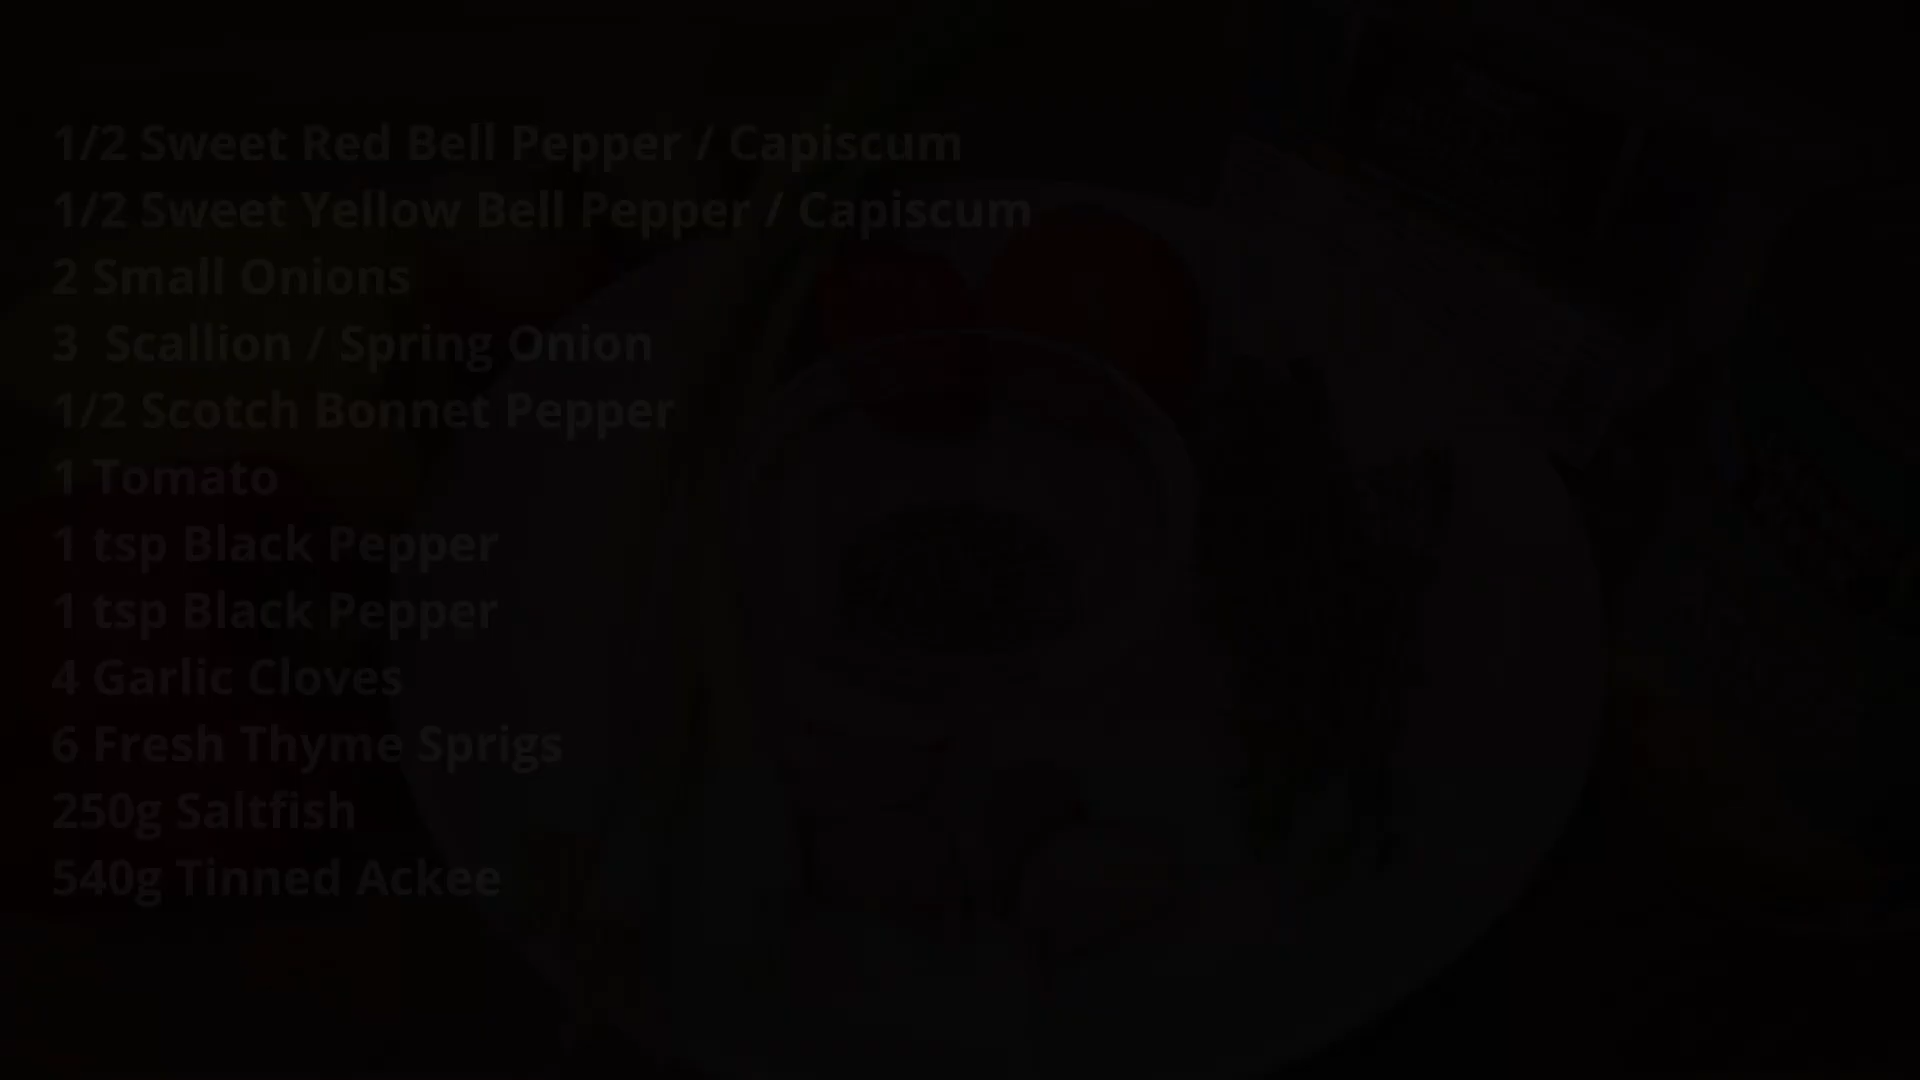 1/2 Sweet Red Bell Pepper / Capiscum
1/2 Sweet Yellow Bell Pepper / Capiscum
2 Small Onions
3  Scallion / Spring Onion
1/2 Scotch Bonnet Pepper
1 Tomato
1 tsp Black Pepper
1 tsp Black Pepper
4 Garlic Cloves
6 Fresh Thyme Sprigs
250g Saltfish
540g Tinned Ackee